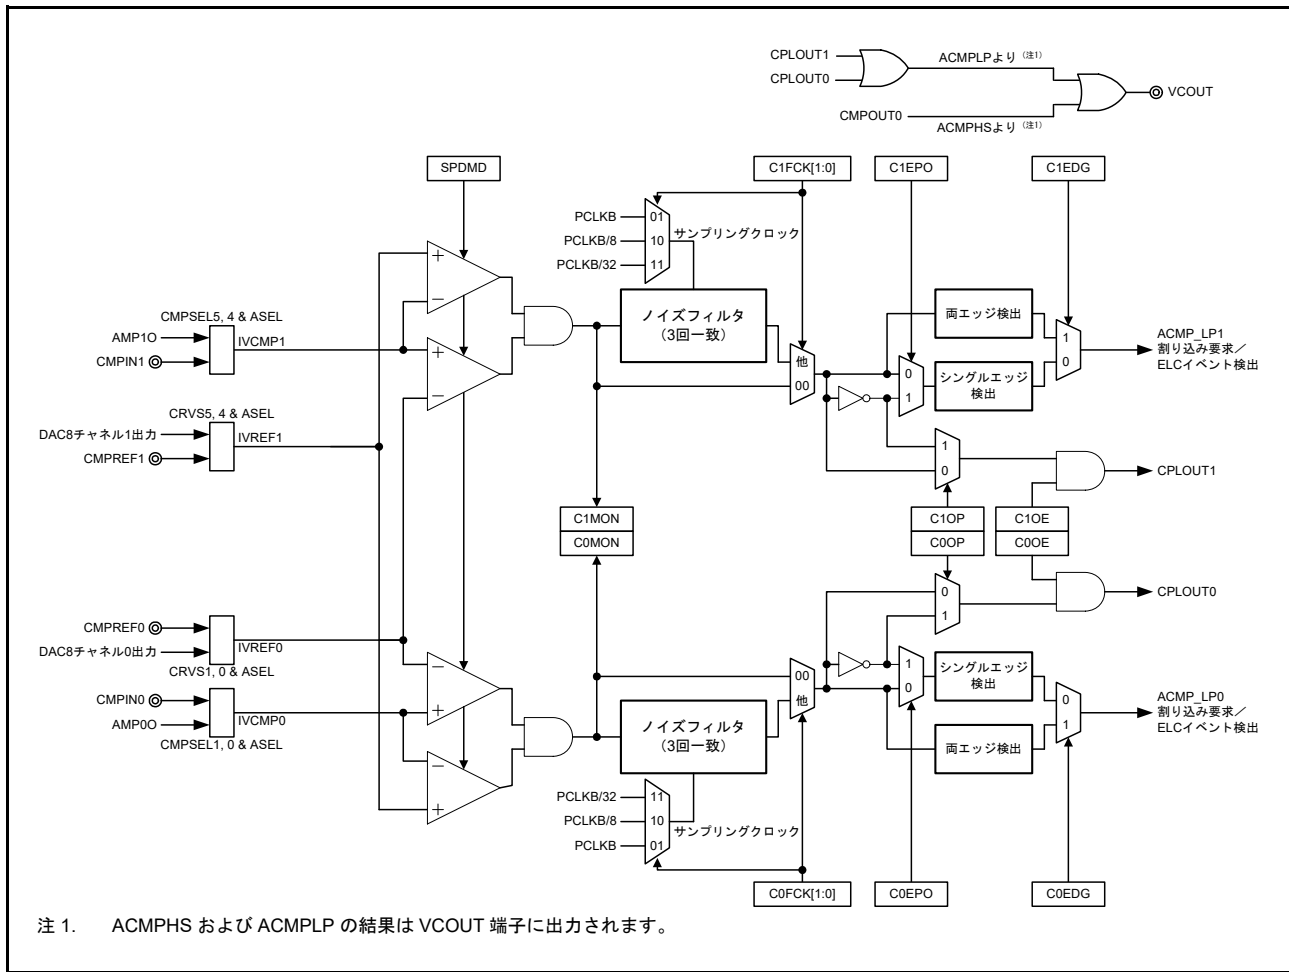 CPLOUT1
CPLOUT0
ACMPLPより (注1)
CMPOUT0
ACMPHSより (注1)
VCOUT
SPDMD
C1FCK[1:0]
C1EPO
C1EDG
PCLKB
PCLKB/8
PCLKB/32
01
10
11
サンプリングクロック
+
−
+
−
CMPSEL5, 4 & ASEL
AMP1O
CMPIN1
IVCMP1
ノイズフィルタ
(3回一致)
他
00
0
1
両エッジ検出
シングルエッジ
検出
1
0
ACMP_LP1
割り込み要求/
ELCイベント検出
CRVS5, 4 & ASEL
DAC8チャネル1出力
CMPREF1
IVREF1
1
0
CPLOUT1
C1MON
C0MON
C1OP
C0OP
C1OE
C0OE
0
1
CPLOUT0
CMPREF0
DAC8チャネル0出力
IVREF0
CRVS1, 0 & ASEL
CMPIN0
AMP0O
IVCMP0
CMPSEL1, 0 & ASEL
−
+
−
+
ノイズフィルタ
(3回一致)
00
他
1
0
シングルエッジ
検出
両エッジ検出
0
1
ACMP_LP0
割り込み要求/
ELCイベント検出
PCLKB/32
PCLKB/8
PCLKB
11
10
01
サンプリングクロック
C0FCK[1:0]
C0EPO
C0EDG
注 1. ACMPHS および ACMPLP の結果は VCOUT 端子に出力されます。